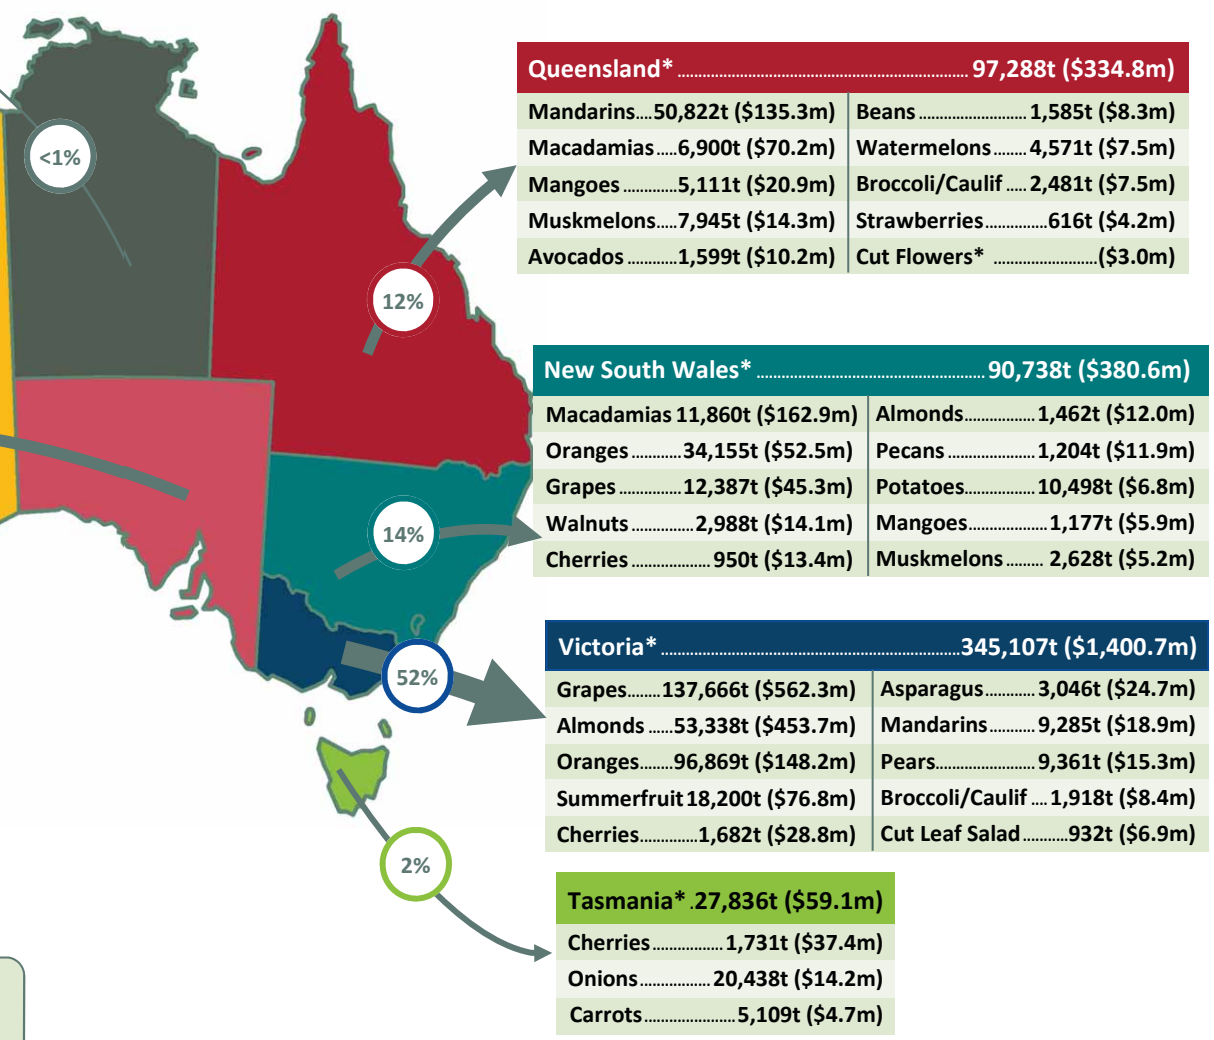 <1%
12%
14%
52%
2%
Queensland* 97,288t ($334.8m)
Mandarins 50,822t ($135.3m)
Macadamias 6,900t ($70.2m)
Mangoes 5,111t ($20.9m)
Muskmelons 7,945t ($14.3m)
Avocados 1,599t ($10.2m)
Beans 1,585t ($8.3m)
Watermelons 4,571t ($7.5m)
Broccoli/Caulif 2,481t ($7.5m)
Strawberries 616t ($4.2m)
Cut Flowers* ($3.0m)
New South Wales* 90,738t ($380.6m)
Macadamias 11,860t ($162.9m)
Oranges 34,155t ($52.5m)
Grapes 12,387t ($45.3m)
Walnuts 2,988t ($14.1m)
Cherries 950t ($13.4m)
Almonds 1,462t ($12.0m)
Pecans 1,204t ($11.9m)
Potatoes 10,498t ($6.8m)
Mangoes 1,177t ($5.9m)
Muskmelons 2,628t ($5.2m)
Victoria* 345,107t ($1,400.7m)
Grapes 137,666t ($562.3m)
Almonds 53,338t ($453.7m)
Oranges 96,869t ($148.2m)
Summerfruit 18,200t ($76.8m)
Cherries 1,682t ($28.8m)
Asparagus 3,046t ($24.7m)
Mandarins 9,285t ($18.9m)
Pears 9,361t ($15.3m)
Broccoli/Caulif 1,918t ($8.4m)
Cut Leaf Salad 932t ($6.9m)
Tasmania* 27,836t ($59.1m)
Cherries 1,731t ($37.4m)
Onions 20,438t ($14.2m)
Carrots 5,109t ($4.7m)